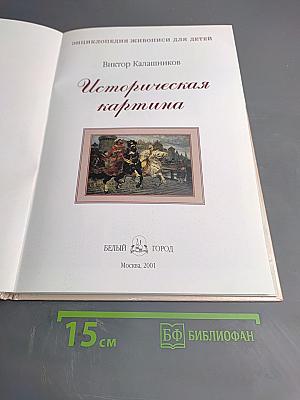 ЭНЦИКЛОПЕДИЯ ЖИВОПИСИ ДЛЯ ДЕТЕЙ
Виктор Калашников
Историческая
картина
БЕЛЫЙ ГОРОД
Москва, 2001
15 см
БФ БИБЛИОФАН